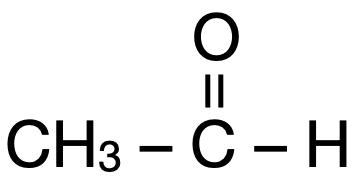 O
CH₃ – C – H